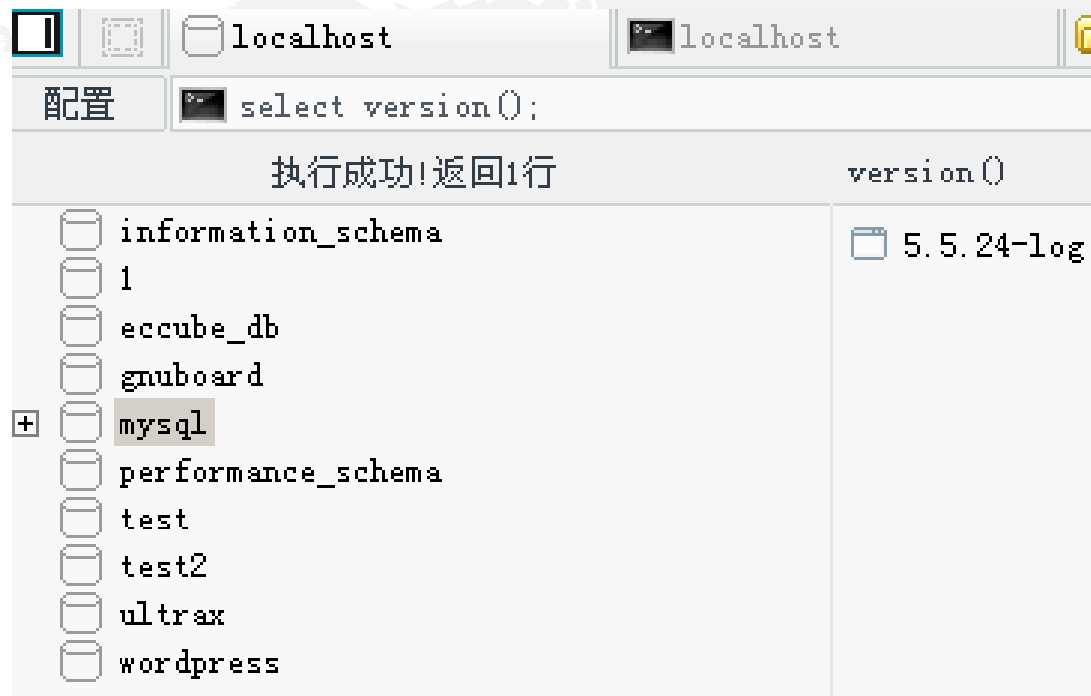 localhost localhost
配置 select version();
执行成功!返回1行 version()
information_schema 5.5.24-log
1
eccube_db
gnuboard
mysql
performance_schema
test
test2
ultrax
wordpress